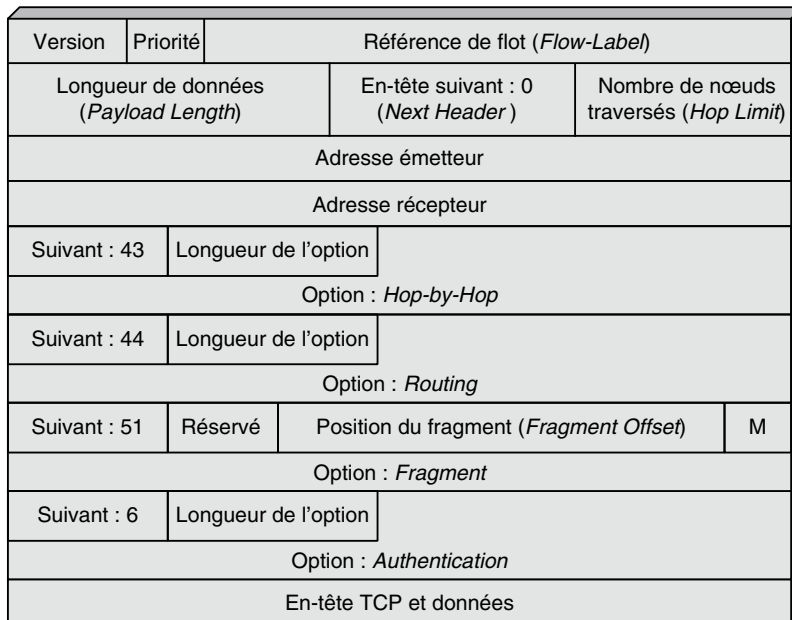 Version Priorité Référence de flot (Flow-Label)
Longueur de données En-tête suivant : 0 Nombre de nœuds
(Payload Length) (Next Header ) traversés (Hop Limit)
Adresse émetteur
Adresse récepteur
Suivant : 43 Longueur de l'option
Option : Hop-by-Hop
Suivant : 44 Longueur de l'option
Option : Routing
Suivant : 51 Réservé Position du fragment (Fragment Offset) M
Option : Fragment
Suivant : 6 Longueur de l'option
Option : Authentication
En-tête TCP et données